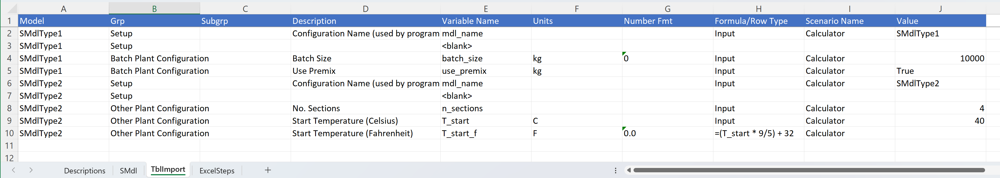 A B C D E F G H I J
1 Model Grp Subgrp Description Variable Name Units Number Fmt Formula/Row Type Scenario Name Value
2 SMdlType1 Setup Configuration Name (used by program mdl_name Input Calculator SMdlType1
3 SMdlType1 Setup <blank>
4 SMdlType1 Batch Plant Configuration Batch Size batch_size kg 0 Input Calculator 10000
5 SMdlType1 Batch Plant Configuration Use Premix use_premix kg Input Calculator True
6 SMdlType2 Setup Configuration Name (used by program mdl_name Input Calculator SMdlType2
7 SMdlType2 Setup <blank>
8 SMdlType2 Other Plant Configuration No. Sections n_sections Input Calculator 4
9 SMdlType2 Other Plant Configuration Start Temperature (Celsius) T_start C Input Calculator 40
10 SMdlType2 Other Plant Configuration Start Temperature (Fahrenheit) T_start_f F 0.0 =(T_start * 9/5) + 32 Calculator
11
12
Descriptions SMdl TblImport ExcelSteps